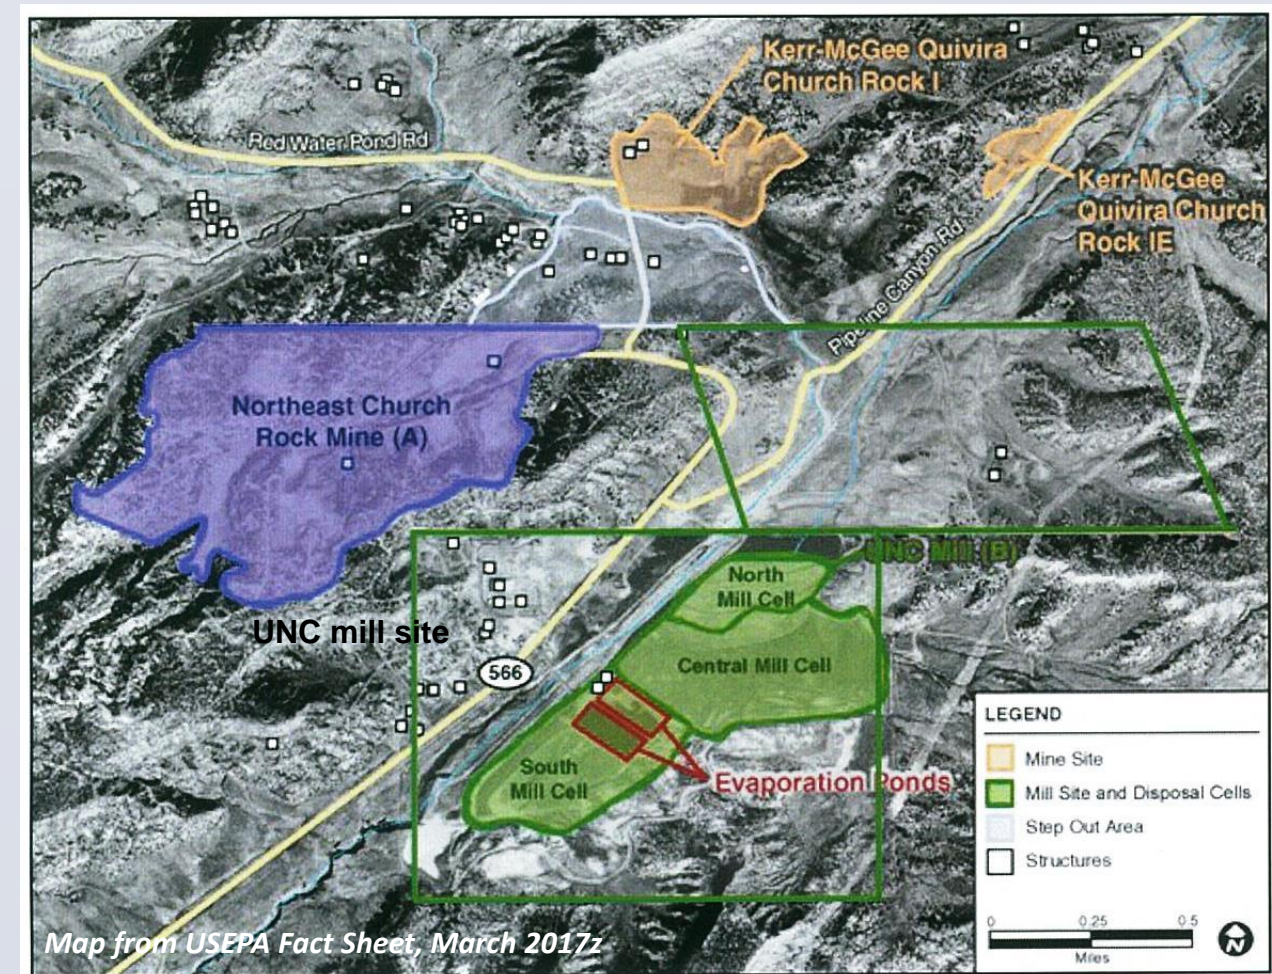 Kerr-McGee Quivira
Church Rock I
Red Water Pond Rd
Kerr-McGee
Quivira Church
Rock IE
Pipeline Canyon Rd
Northeast Church
Rock Mine (A)
UNC Mill (B)
North
Mill Cell
UNC mill site
Central Mill Cell
566
South
Mill Cell
Evaporation Ponds
LEGEND
Mine Site
Mill Site and Disposal Cells
Step Out Area
Structures
0 0.25 0.5
Miles
N
Map from USEPA Fact Sheet, March 2017z